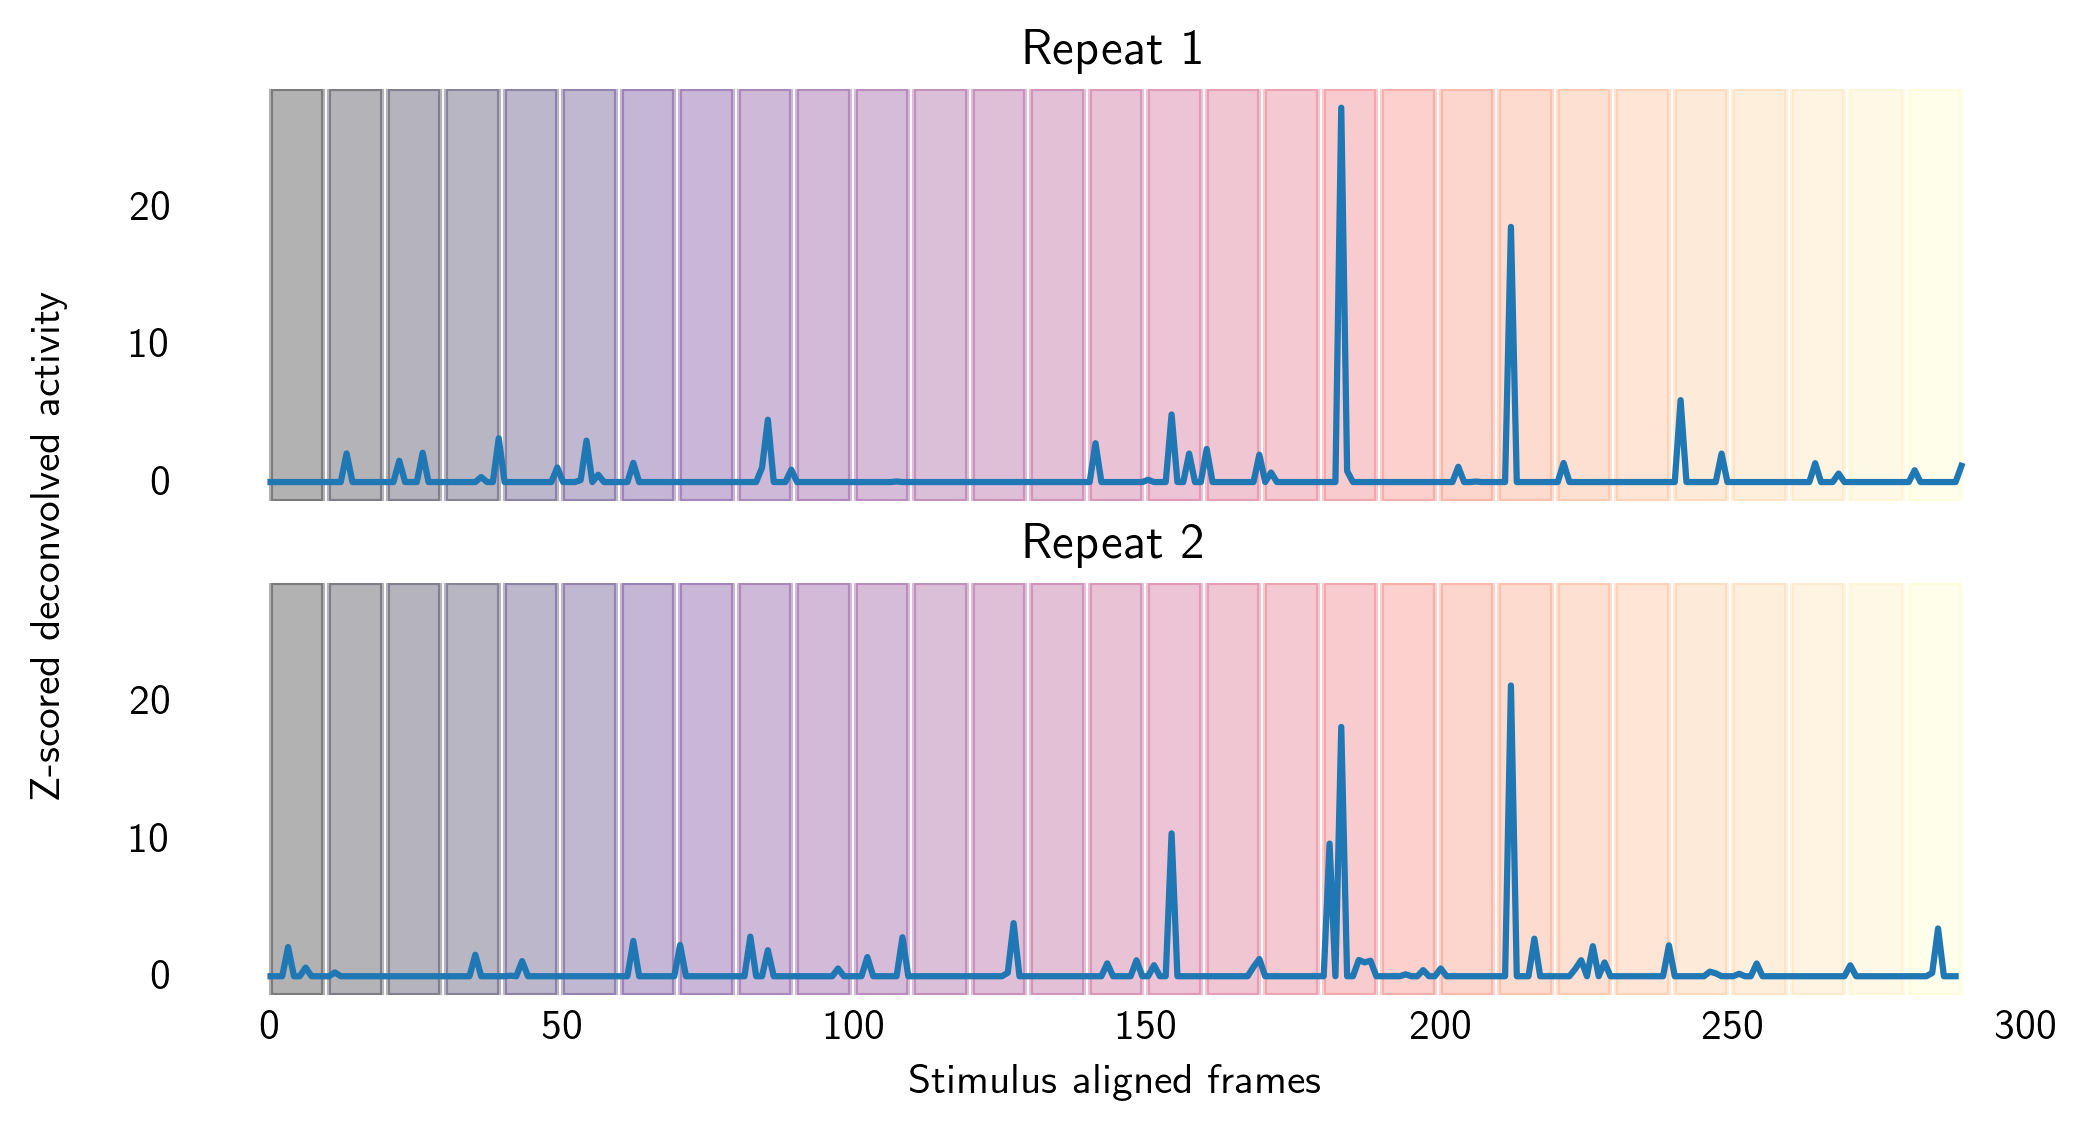 Repeat 1
20
10
0
Repeat 2
20
10
0
Z-scored deconvolved activity
0 50 100 150 200 250 300
Stimulus aligned frames